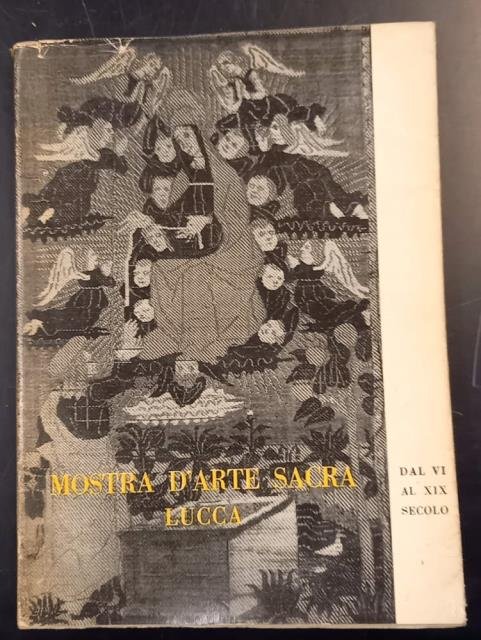 MOSTRA D'ARTE SACRA
LUCCA
DAL VI
AL XIX
SECOLO